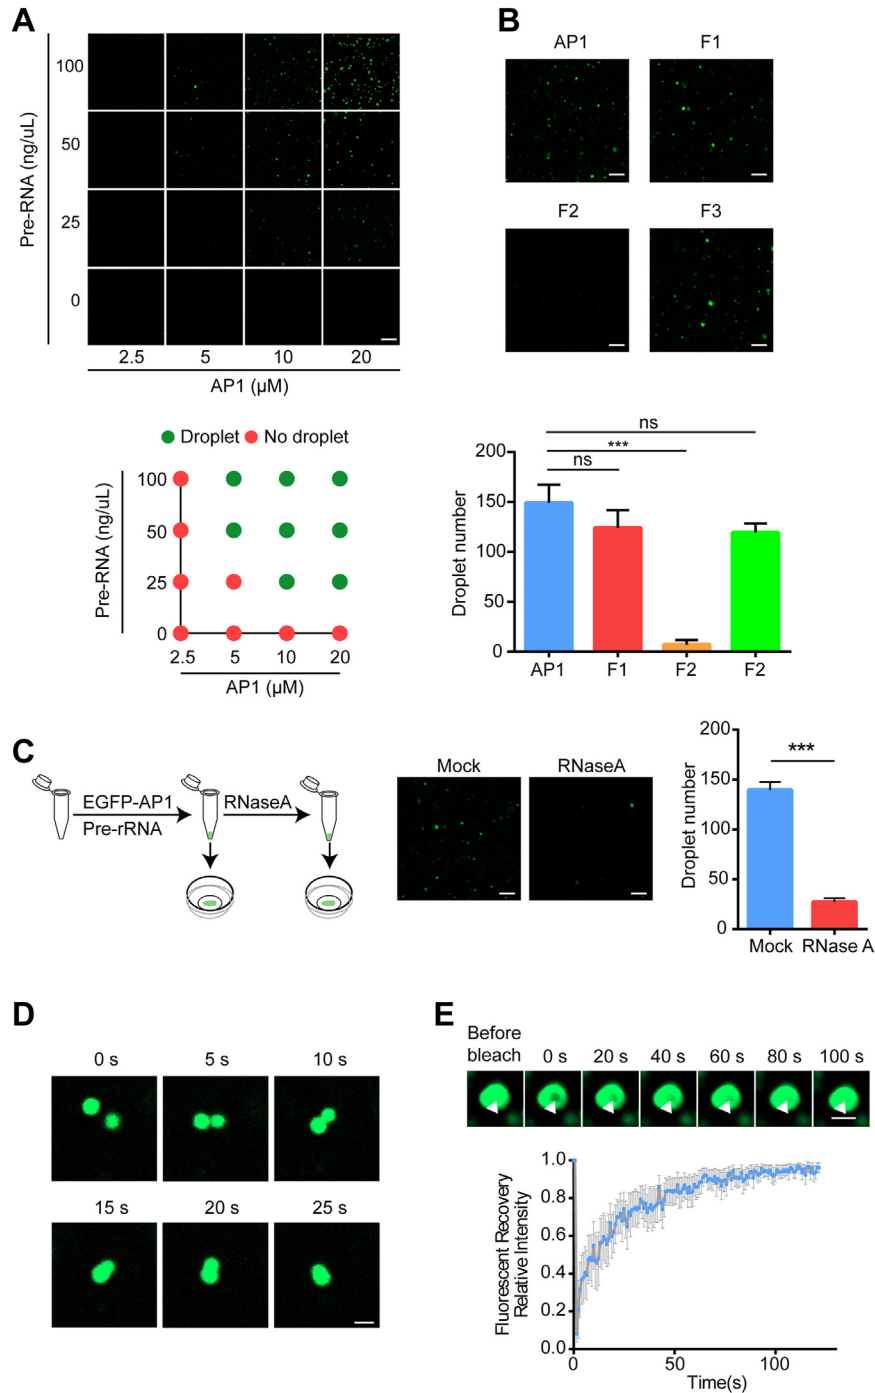 A
Pre-RNA (ng/uL)
100
50
25
0
2.5 5 10 20
AP1 (µM)
Droplet No droplet
Pre-RNA (ng/uL)
100
50
25
0
2.5 5 10 20
AP1 (µM)
B
AP1 F1
F2 F3
ns
***
ns
Droplet number
200
150
100
50
0
AP1 F1 F2 F2
C
EGFP-AP1
Pre-rRNA
RNaseA
Mock RNaseA
Droplet number
200
150
100
50
0
***
Mock RNase A
D
0 s 5 s 10 s
15 s 20 s 25 s
E
Before
bleach 0 s 20 s 40 s 60 s 80 s 100 s
Fluorescent Recovery
Relative Intensity
1.0
0.8
0.6
0.4
0.2
0.0
0 50 100
Time(s)